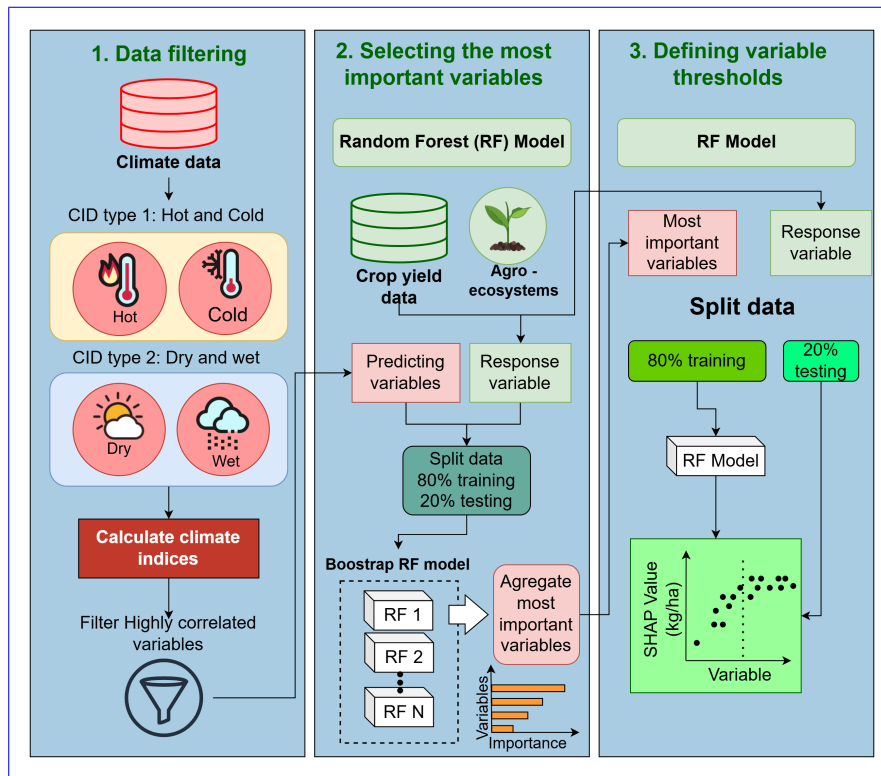 1. Data filtering
Climate data
CID type 1: Hot and Cold
Hot
Cold
CID type 2: Dry and wet
Dry
Wet
Calculate climate
indices
Filter Highly correlated
variables
2. Selecting the most
important variables
Random Forest (RF) Model
Crop yield
data
Agro -
ecosystems
Predicting
variables
Response
variable
Split data
80% training
20% testing
Boostrap RF model
RF 1
RF 2
RF N
Agregate
most
important
variables
Variables
Importance
3. Defining variable
thresholds
RF Model
Most
important
variables
Response
variable
Split data
80% training
20%
testing
RF Model
SHAP Value
(kg/ha)
Variable